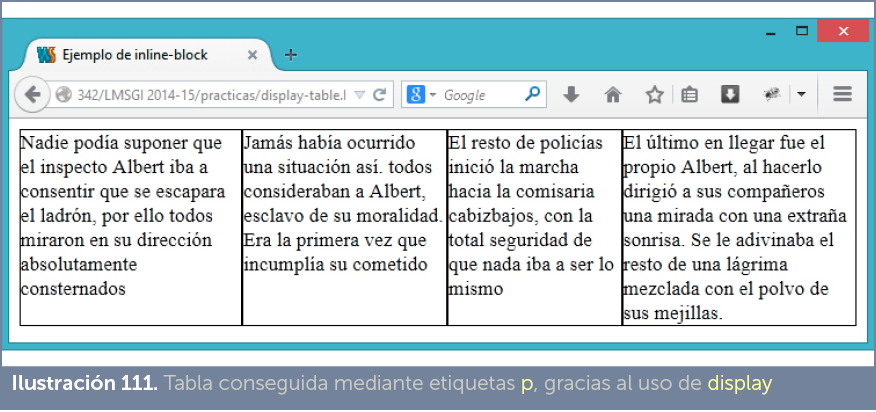 Ejemplo de inline-block
342/LMSGI 2014-15/practicas/display-table.l
Google
Nadie podía suponer que
el inspecto Albert iba a
consentir que se escapara
el ladrón, por ello todos
miraron en su dirección
absolutamente
consternados
Jamás había ocurrido
una situación así. todos
consideraban a Albert,
esclavo de su moralidad.
Era la primera vez que
incumplía su cometido
El resto de policías
inició la marcha
hacia la comisaria
cabizbajos, con la
total seguridad de
que nada iba a ser lo
mismo
El último en llegar fue el
propio Albert, al hacerlo
dirigió a sus compañeros
una mirada con una extraña
sonrisa. Se le adivinaba el
resto de una lágrima
mezclada con el polvo de
sus mejillas.
Ilustración 111. Tabla conseguida mediante etiquetas p, gracias al uso de display